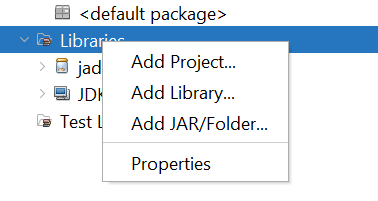 <default package>
Libraries
jad
JDK
Test L
Add Project...
Add Library...
Add JAR/Folder...
Properties